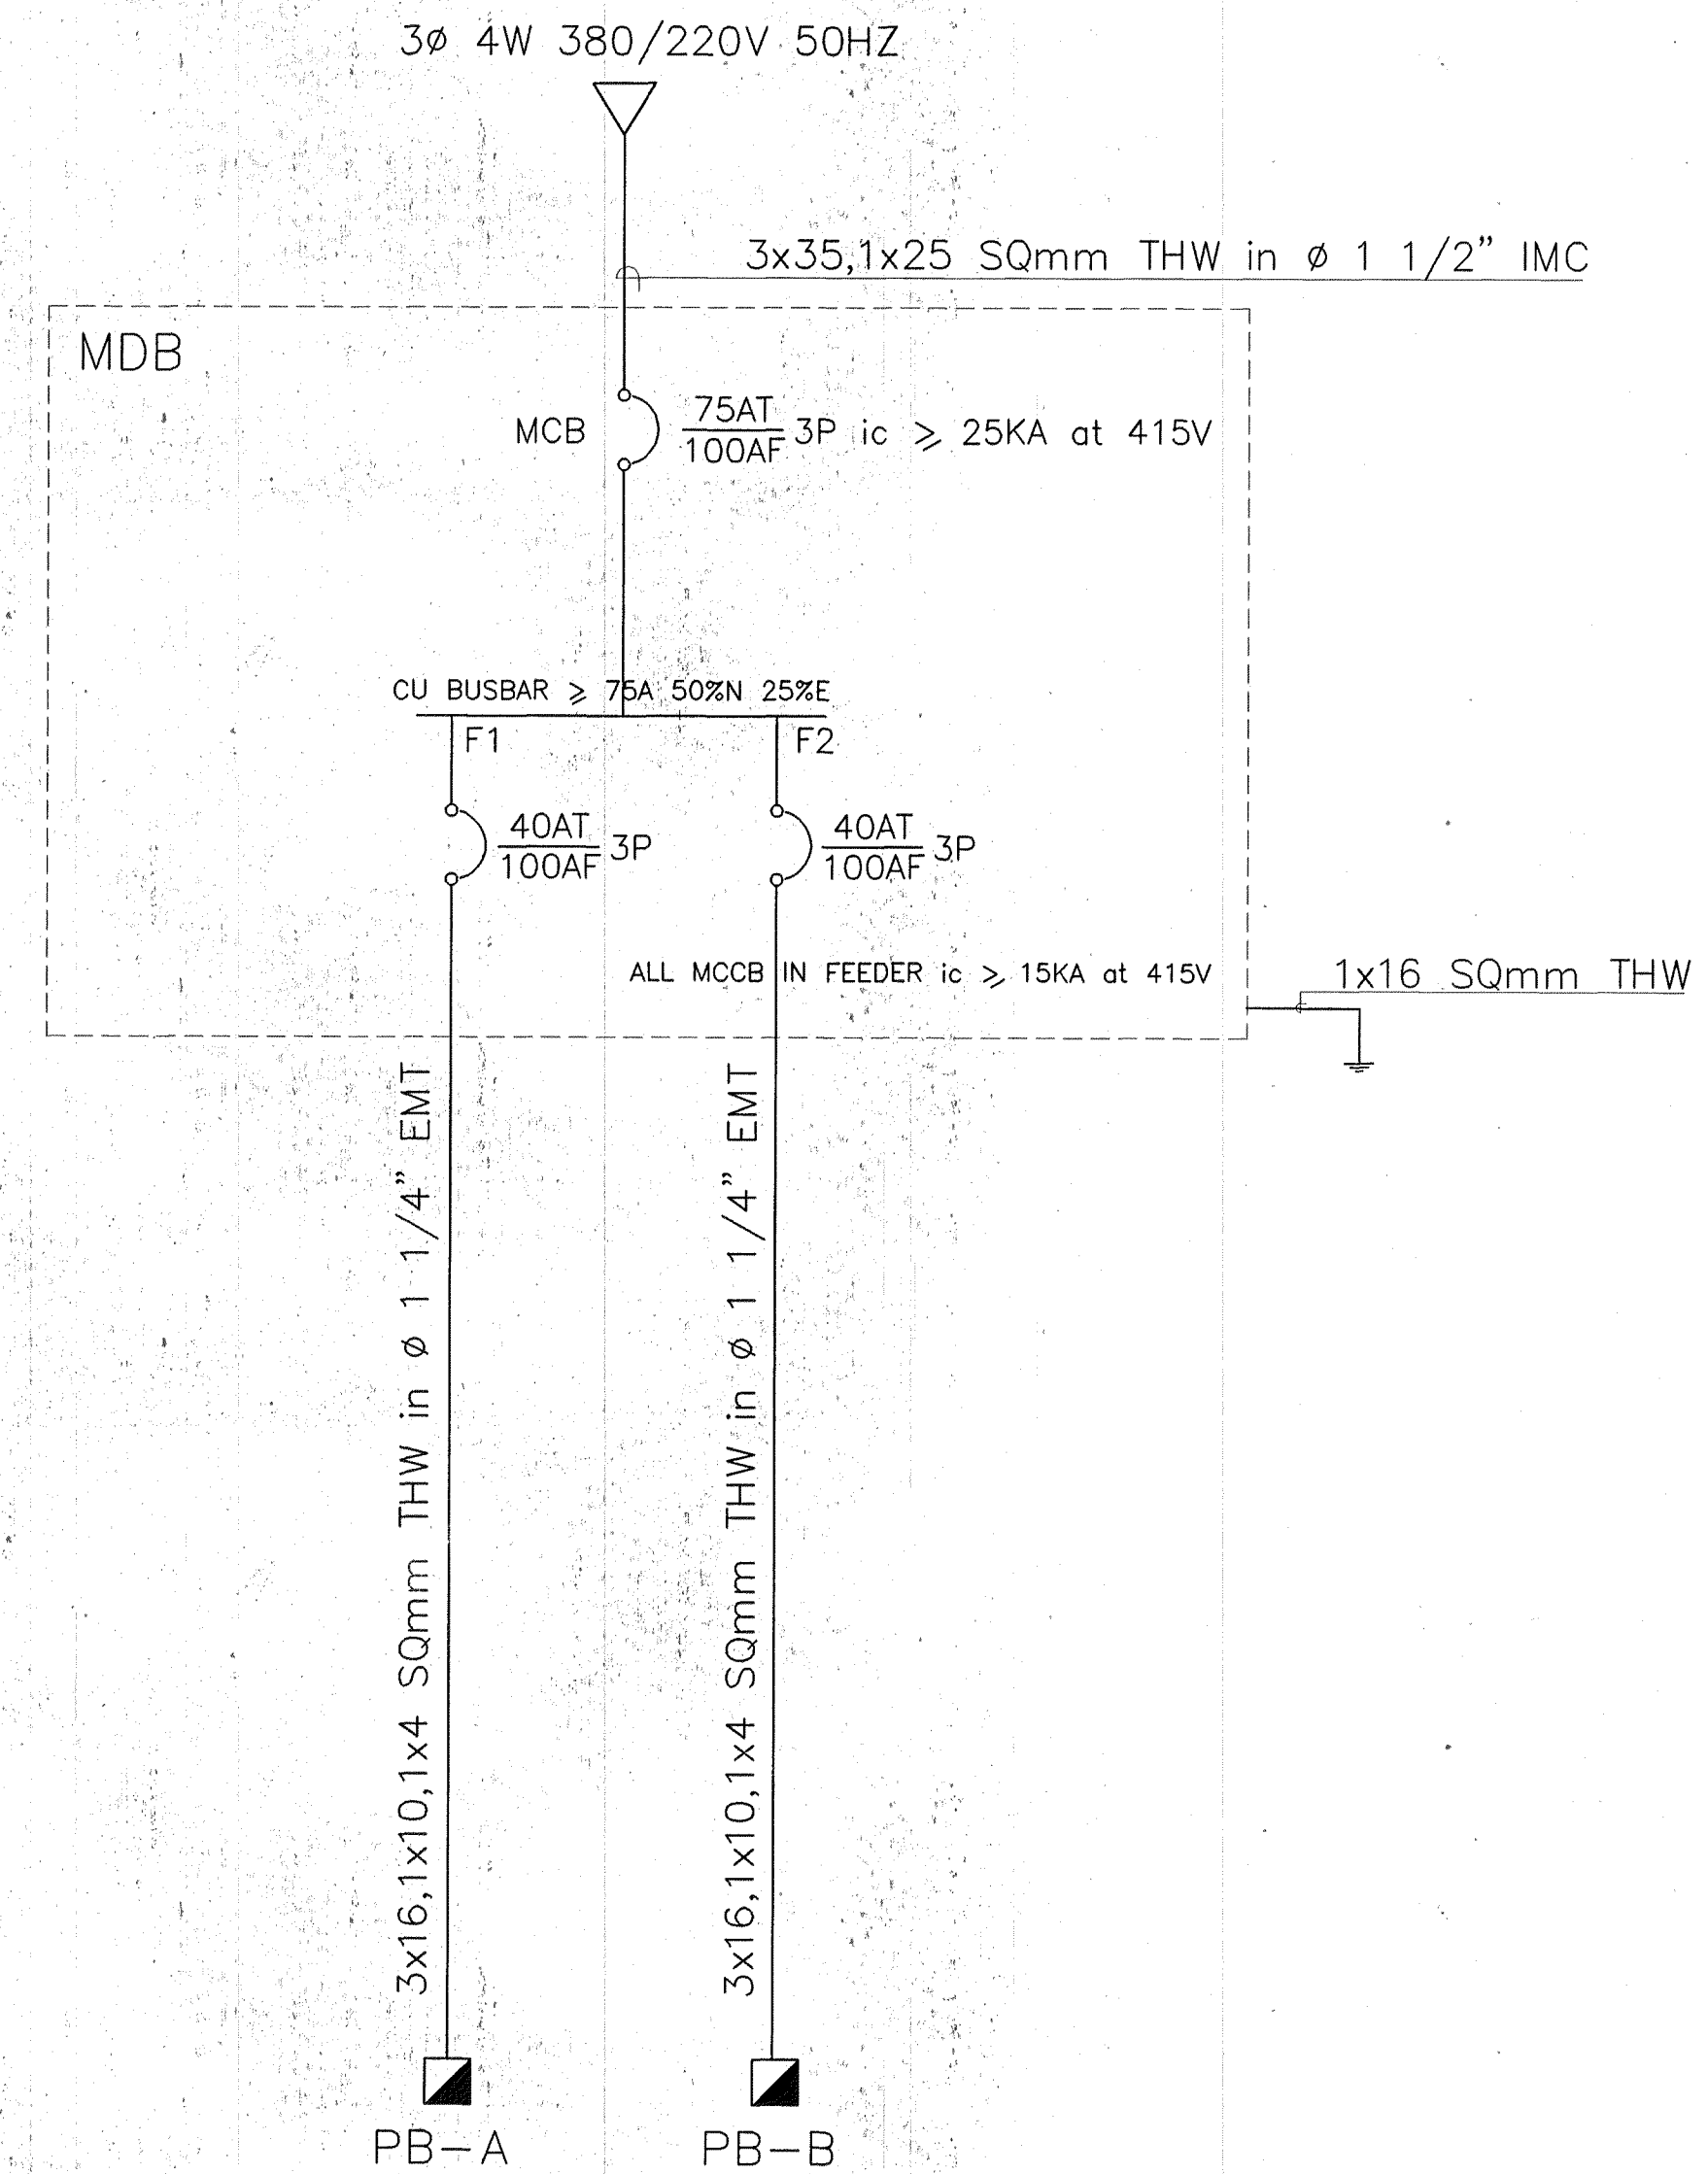 3ø 4W 380/220V 50HZ
3x35,1x25 SQmm THW in ø 1 1/2" IMC
MDB
MCB
75AT
100AF
3P ic ⩾ 25KA at 415V
CU BUSBAR ⩾ 75A 50%N 25%E
F1
F2
40AT
100AF
3P
40AT
100AF
3P
ALL MCCB IN FEEDER ic ⩾ 15KA at 415V
1x16 SQmm THW
3x16,1x10,1x4 SQmm THW in ø 1 1/4" EMT
3x16,1x10,1x4 SQmm THW in ø 1 1/4" EMT
PB-A
PB-B